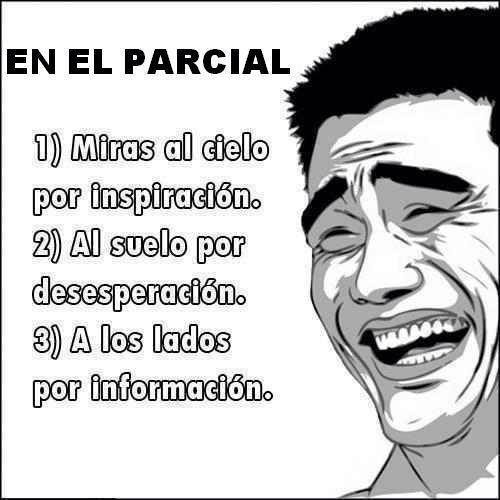 EN EL PARCIAL
1) Miras al cielo
por inspiración.
2) Al suelo por
desesperación.
3) A los lados
por información.